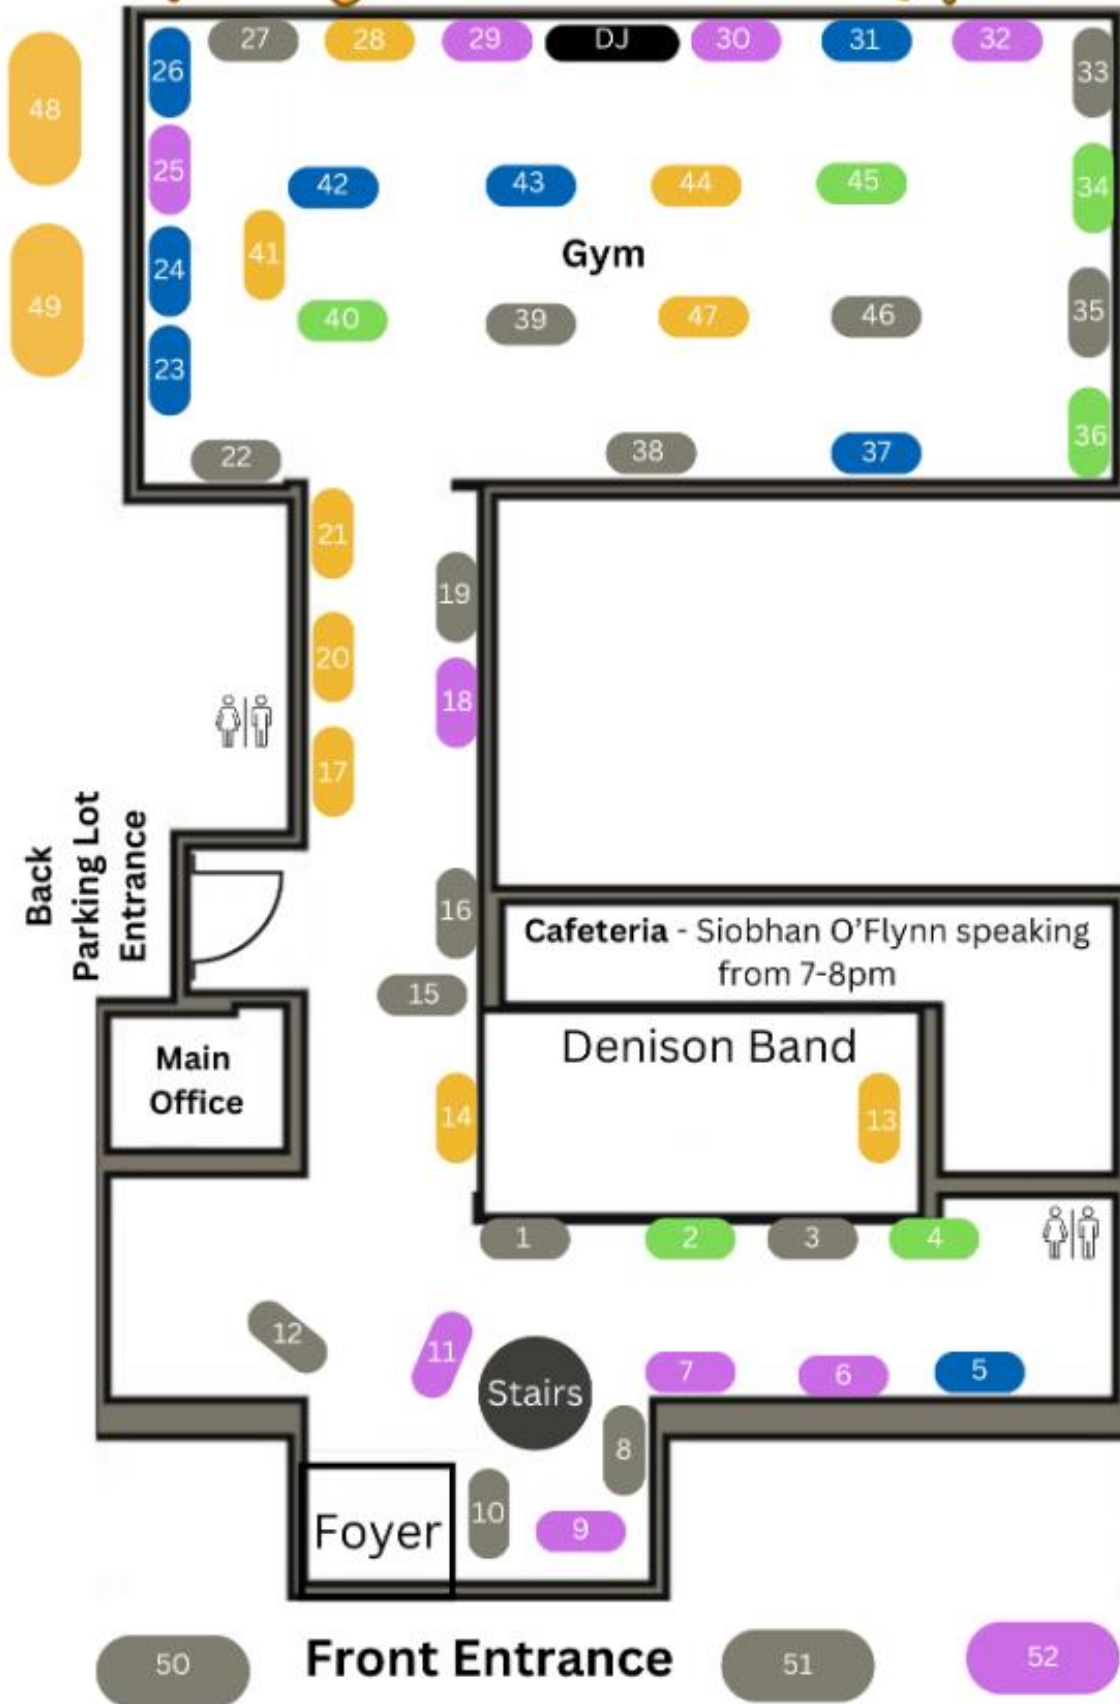 27 28 29 DJ 30 31 32
26 33
48
25 42 43 44 45 34
41 Gym
24
49 40 39 47 46 35
23
22 38 37 36
21
19
20
18
17
Back
Parking Lot
Entrance
16
Cafeteria - Siobhan O'Flynn speaking
from 7-8pm
15
Main
Office
Denison Band
14 13
1 2 3 4
12 11
Stairs
7 6 5
8
Foyer
10 9
Front Entrance
50 51 52